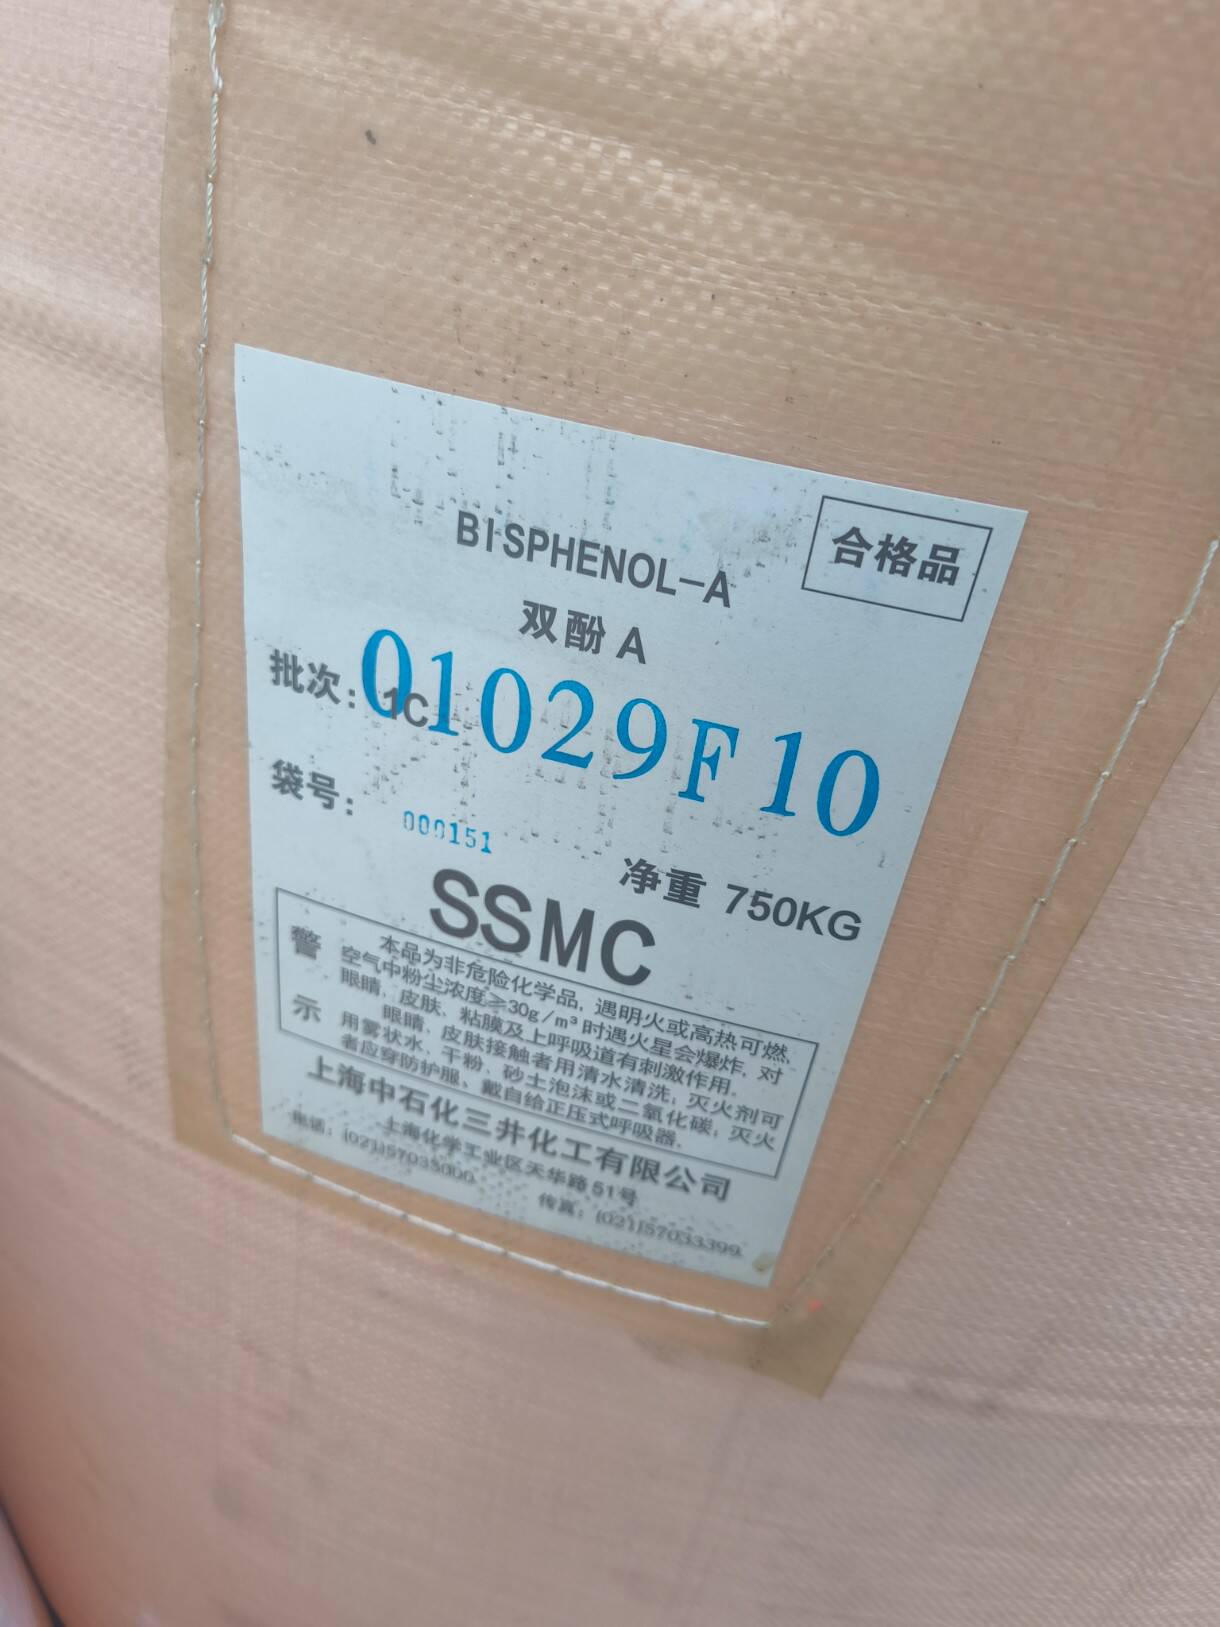 合格品
BISPHENOL-A
双酚 A
批次: 1C 01029F10
袋号: 000151
净重 750KG
SSMC
警示
本品为非危险化学品, 遇明火或高热可燃,
空气中粉尘浓度≥30g/m³时遇火星会爆炸, 对
眼睛、皮肤、粘膜及上呼吸道有刺激作用.
眼睛、皮肤接触者用清水清洗; 灭火剂可
用雾状水、干粉、砂土泡沫或二氧化碳, 灭火
者应穿防护服、戴自给正压式呼吸器.
上海中石化三井化工有限公司
上海化学工业区天华路51号
电话: (021)57035000 传真: (021)57033399